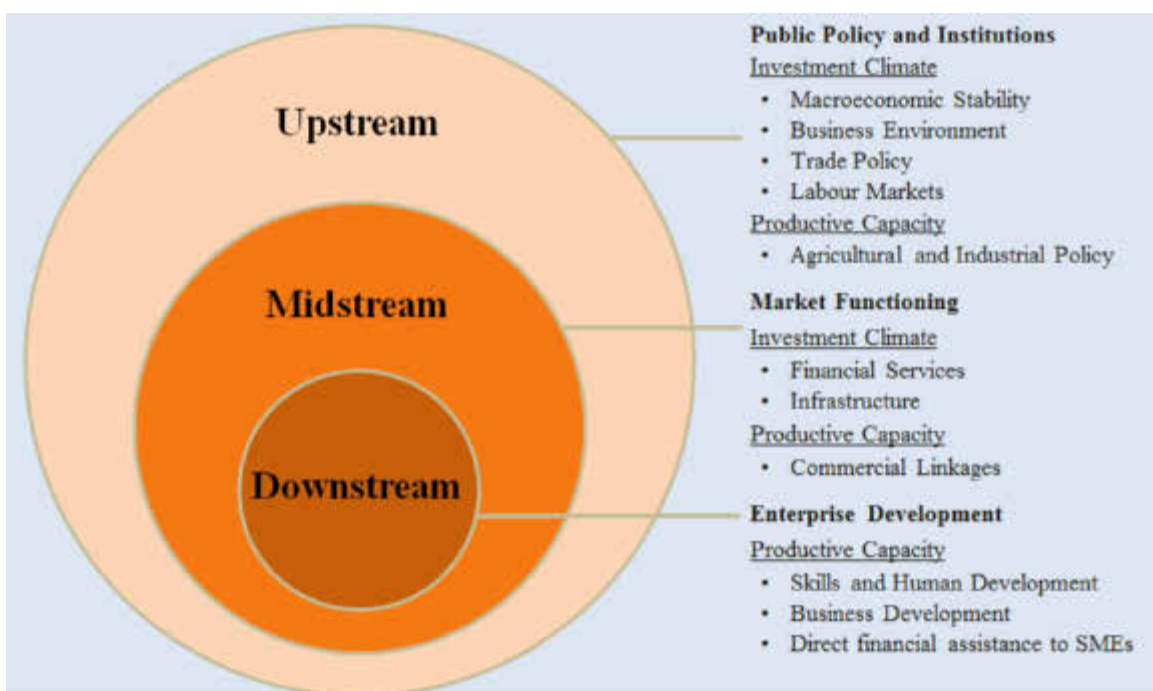 Upstream
Midstream
Downstream
Public Policy and Institutions
Investment Climate
• Macroeconomic Stability
• Business Environment
• Trade Policy
• Labour Markets
Productive Capacity
• Agricultural and Industrial Policy
Market Functioning
Investment Climate
• Financial Services
• Infrastructure
Productive Capacity
• Commercial Linkages
Enterprise Development
Productive Capacity
• Skills and Human Development
• Business Development
• Direct financial assistance to SMEs